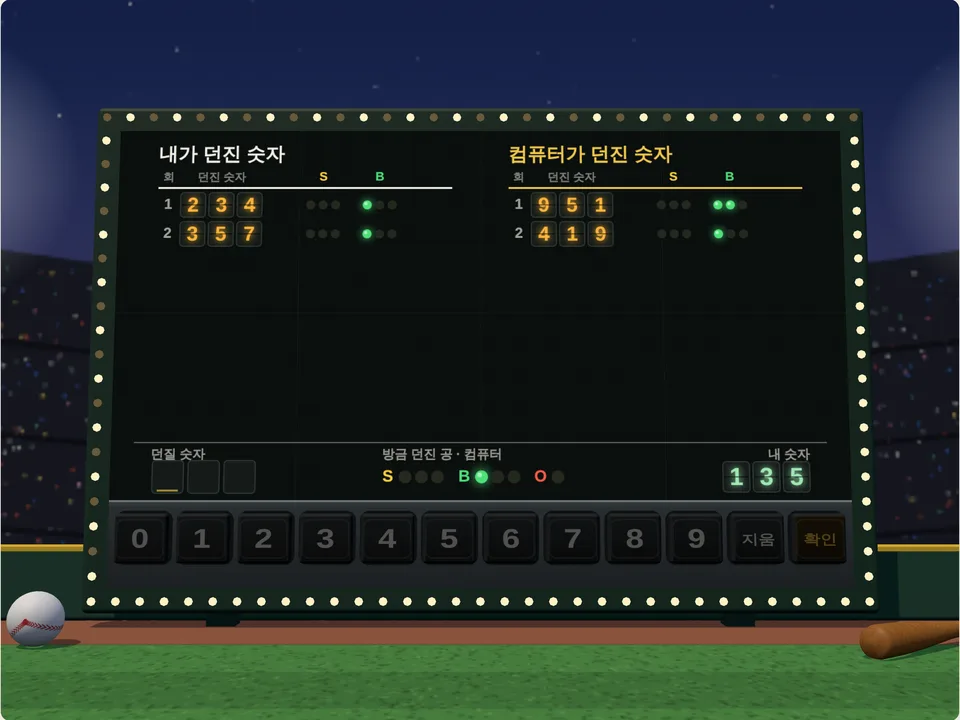 내가 던진 숫자
회 던진 숫자 S B
1 2 3 4
2 3 5 7
컴퓨터가 던진 숫자
회 던진 숫자 S B
1 9 5 1
2 4 1 9
던질 숫자
방금 던진 공 · 컴퓨터
S B O
내 숫자
1 3 5
0 1 2 3 4 5 6 7 8 9 지움 확인